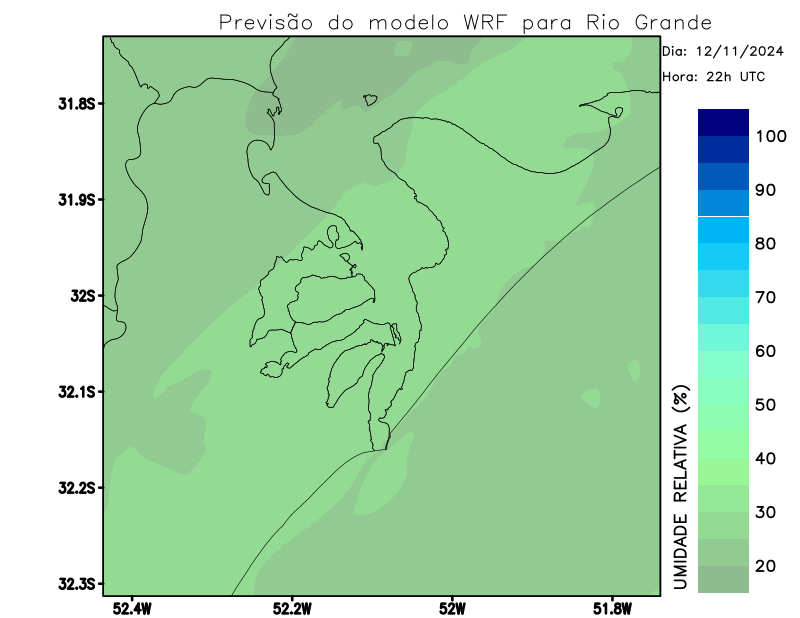 Previsão do modelo WRF para Rio Grande
Dia: 12/11/2024
Hora: 22h UTC
31.8S
31.9S
32S
32.1S
32.2S
32.3S
52.4W
52.2W
52W
51.8W
100
90
80
70
60
50
40
30
20
UMIDADE RELATIVA (%)